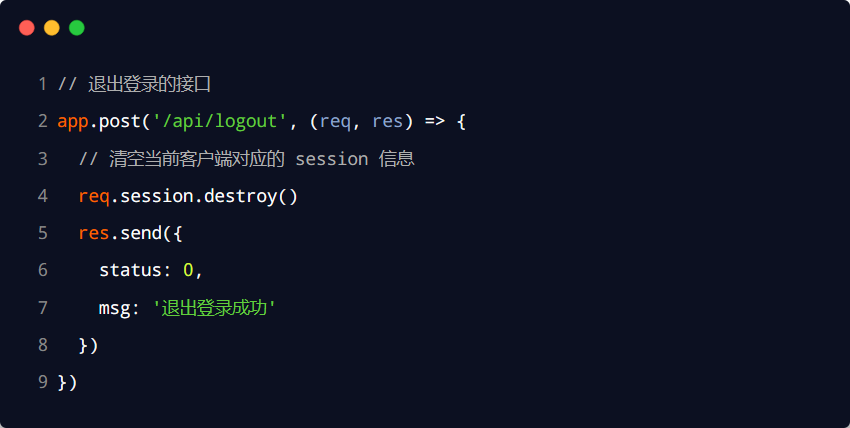 1 // 退出登录的接口
2 app.post('/api/logout', (req, res) => {
3   // 清空当前客户端对应的 session 信息
4   req.session.destroy()
5   res.send({
6     status: 0,
7     msg: '退出登录成功'
8   })
9 })